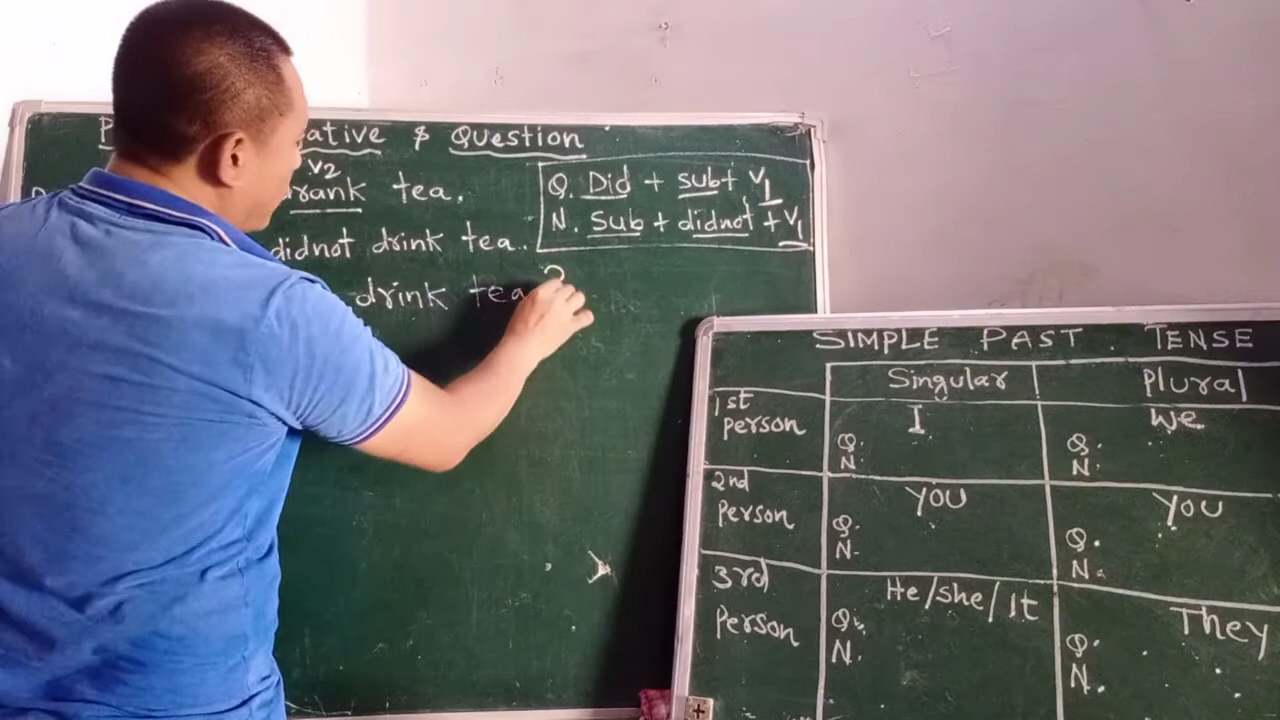 ative & Question
V2
rank tea.
didnot drink tea.
drink tea ?
Q. Did + sub + V1
N. Sub + didnot + V1
SIMPLE PAST TENSE
Singular Plural
1st person I We
Q. N. Q. N.
2nd Person YOU YOU
Q. N. Q. N.
3rd Person He/she/It They
Q. N. Q. N.